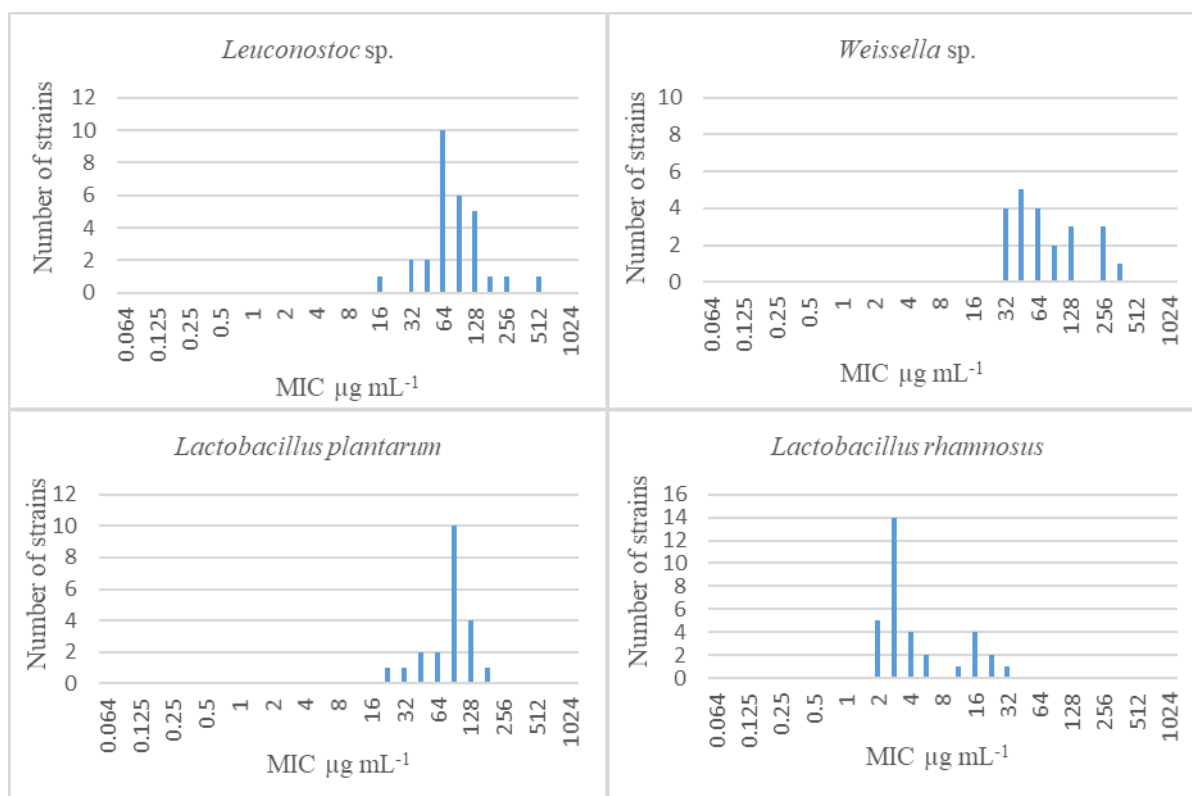 Leuconostoc sp.
Number of strains
12
10
8
6
4
2
0
0.064 0.125 0.25 0.5 1 2 4 8 16 32 64 128 256 512 1024
MIC µg mL-1
Weissella sp.
Number of strains
10
8
6
4
2
0
0.064 0.125 0.25 0.5 1 2 4 8 16 32 64 128 256 512 1024
MIC µg mL-1
Lactobacillus plantarum
Number of strains
12
10
8
6
4
2
0
0.064 0.125 0.25 0.5 1 2 4 8 16 32 64 128 256 512 1024
MIC µg mL-1
Lactobacillus rhamnosus
Number of strains
16
14
12
10
8
6
4
2
0
0.064 0.125 0.25 0.5 1 2 4 8 16 32 64 128 256 512 1024
MIC µg mL-1